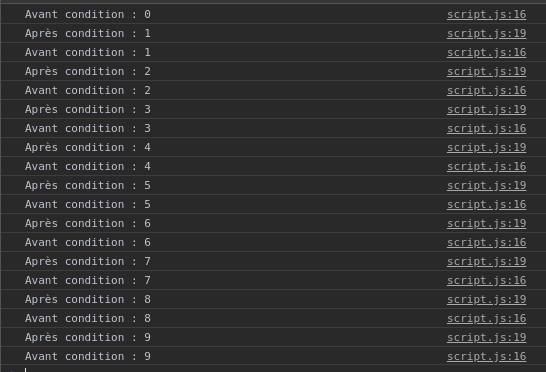 Avant condition : 0 script.js:16
Après condition : 1 script.js:19
Avant condition : 1 script.js:16
Après condition : 2 script.js:19
Avant condition : 2 script.js:16
Après condition : 3 script.js:19
Avant condition : 3 script.js:16
Après condition : 4 script.js:19
Avant condition : 4 script.js:16
Après condition : 5 script.js:19
Avant condition : 5 script.js:16
Après condition : 6 script.js:19
Avant condition : 6 script.js:16
Après condition : 7 script.js:19
Avant condition : 7 script.js:16
Après condition : 8 script.js:19
Avant condition : 8 script.js:16
Après condition : 9 script.js:19
Avant condition : 9 script.js:16